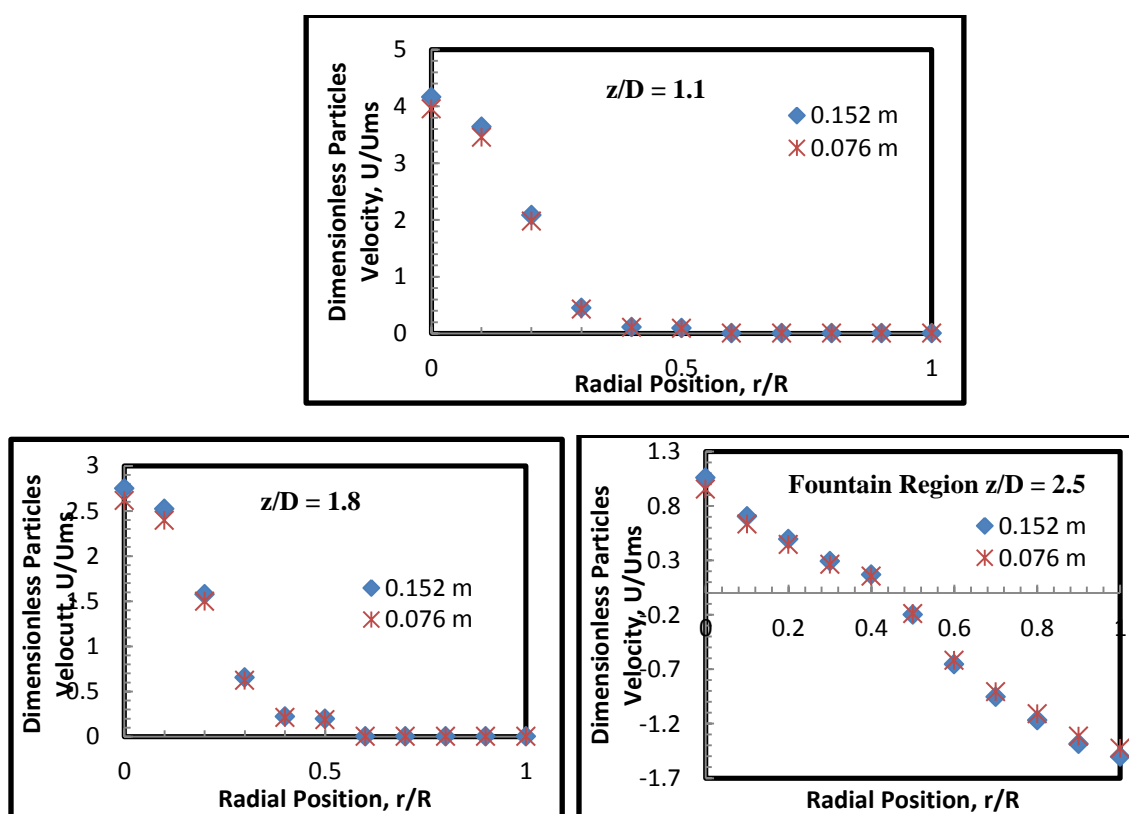 Dimensionless Particles
Velocity, U/Ums
5
4
3
2
1
0
z/D = 1.1
0.152 m
0.076 m
0
0.5
1
Radial Position, r/R
Dimensionless Particles
Velocutt, U/Ums
3
2.5
2
1.5
1
0.5
0
z/D = 1.8
0.152 m
0.076 m
0
0.5
1
Radial Position, r/R
Dimensionless Particles
Velocity, U/Ums
1.3
0.8
0.3
-0.2
-0.7
-1.2
-1.7
Fountain Region z/D = 2.5
0.152 m
0.076 m
0
0.2
0.4
0.6
0.8
1
Radial Position, r/R